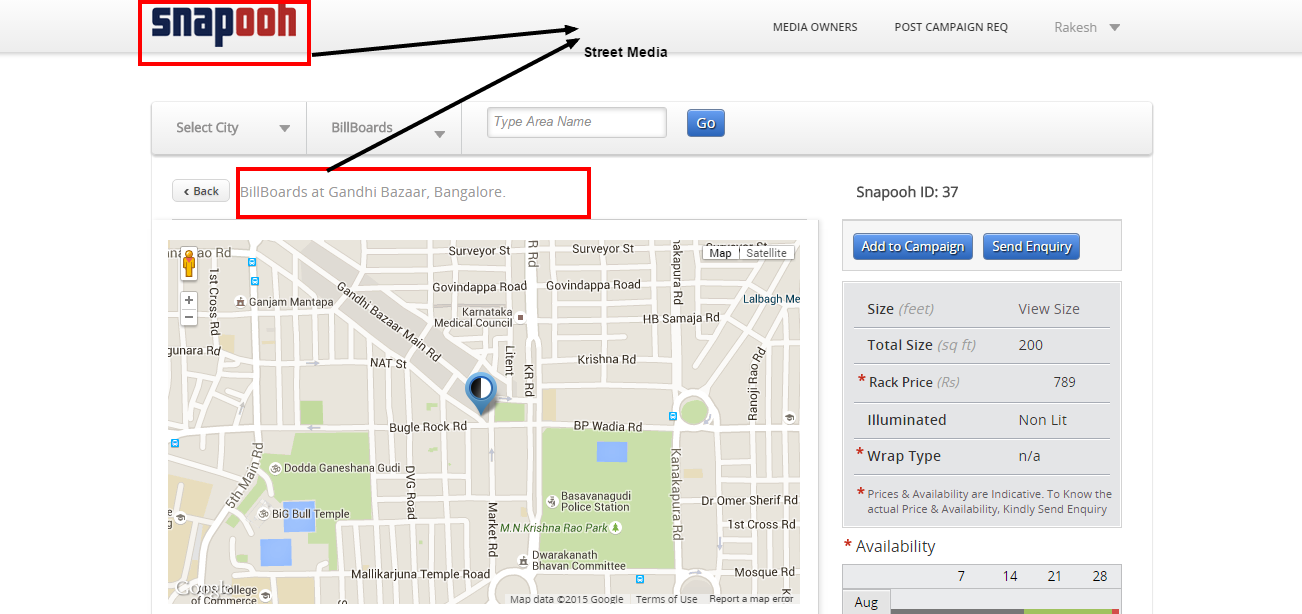 snapooh
MEDIA OWNERS
POST CAMPAIGN REQ
Rakesh
Street Media
Select City
BillBoards
Type Area Name
Go
Back
BillBoards at Gandhi Bazaar, Bangalore.
Snapooh ID: 37
Add to Campaign
Send Enquiry
Size (feet) View Size
Total Size (sq ft) 200
* Rack Price (Rs) 789
Illuminated Non Lit
* Wrap Type n/a
* Prices & Availability are Indicative. To Know the
actual Price & Availability, Kindly Send Enquiry
* Availability
7 14 21 28
Aug
Map
Satellite
Surveyor St
Surveyor St
1st Cross Rd
Ganjam Mantapa
Gandhi Bazaar Main Rd
Govindappa Road
Govindappa Road
Karnataka
Medical Council
Lalbagh Me
HB Samaja Rd
NAT St
Litent
KR Rd
Krishna Rd
Ranoji Rao Rd
Bugle Rock Rd
BP Wadia Rd
Kanakapura Rd
Dodda Ganeshana Gudi
5th Main Rd
DVG Road
BiG Bull Temple
Market Rd
Basavanagudi
Police Station
M.N.Krishna Rao Park
Dr Omer Sherif Rd
1st Cross Rd
Dwarakanath
Bhavan Committee
Mallikarjuna Temple Road
Mosque Rd
College
of Commerce
Google
Map data ©2015 Google
Terms of Use
Report a map error